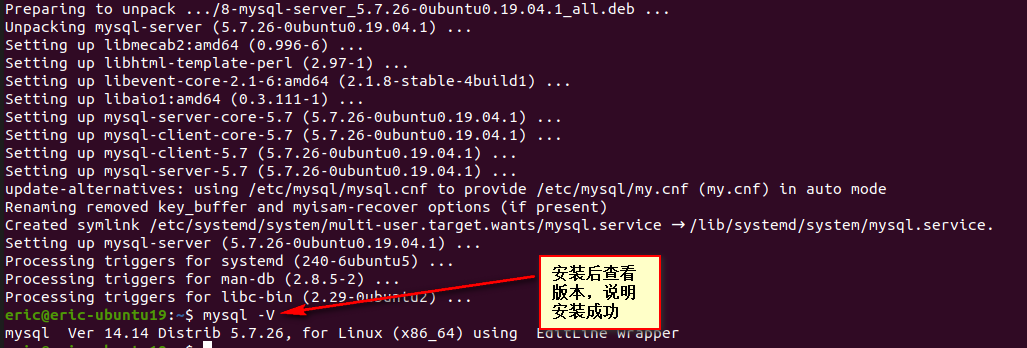 Preparing to unpack .../8-mysql-server_5.7.26-0ubuntu0.19.04.1_all.deb ...
Unpacking mysql-server (5.7.26-0ubuntu0.19.04.1) ...
Setting up libmecab2:amd64 (0.996-6) ...
Setting up libhtml-template-perl (2.97-1) ...
Setting up libevent-core-2.1-6:amd64 (2.1.8-stable-4build1) ...
Setting up libaio1:amd64 (0.3.111-1) ...
Setting up mysql-server-core-5.7 (5.7.26-0ubuntu0.19.04.1) ...
Setting up mysql-client-core-5.7 (5.7.26-0ubuntu0.19.04.1) ...
Setting up mysql-client-5.7 (5.7.26-0ubuntu0.19.04.1) ...
Setting up mysql-server-5.7 (5.7.26-0ubuntu0.19.04.1) ...
update-alternatives: using /etc/mysql/mysql.cnf to provide /etc/mysql/my.cnf (my.cnf) in auto mode
Renaming removed key_buffer and myisam-recover options (if present)
Created symlink /etc/systemd/system/multi-user.target.wants/mysql.service → /lib/systemd/system/mysql.service.
Setting up mysql-server (5.7.26-0ubuntu0.19.04.1) ...
Processing triggers for systemd (240-6ubuntu5) ...
Processing triggers for man-db (2.8.5-2) ...
Processing triggers for libc-bin (2.29-0ubuntu2) ...
安装后查看
版本，说明
安装成功
eric@eric-ubuntu19:~$ mysql -V
mysql  Ver 14.14 Distrib 5.7.26, for Linux (x86_64) using  EditLine wrapper